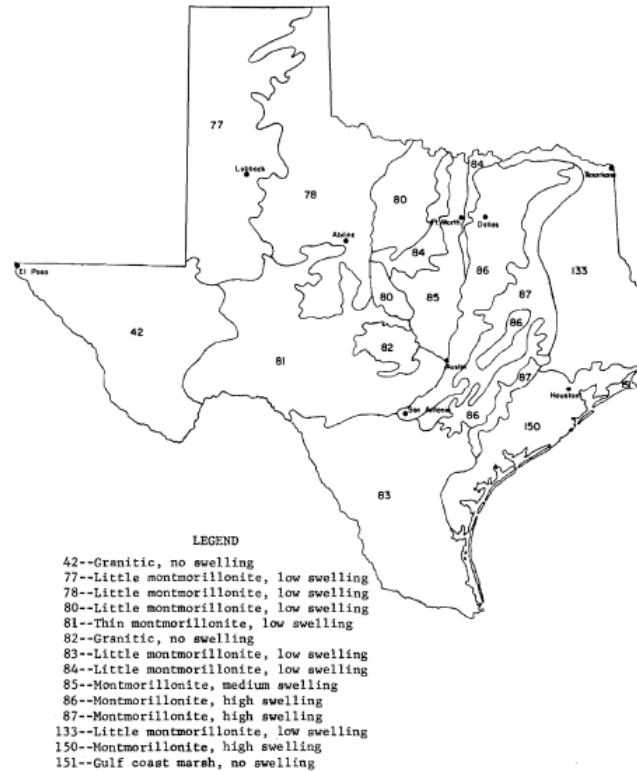 84
77
Lubbock
Texarkana
78
80
Ft. Worth
Dallas
Abiline
84
El Paso
86
133
80
85
87
42
86
82
81
Austin
87
Houston
151
San Antonio
86
150
83
LEGEND
42--Granitic, no swelling
77--Little montmorillonite, low swelling
78--Little montmorillonite, low swelling
80--Little montmorillonite, low swelling
81--Thin montmorillonite, low swelling
82--Granitic, no swelling
83--Little montmorillonite, low swelling
84--Little montmorillonite, low swelling
85--Montmorillonite, medium swelling
86--Montmorillonite, high swelling
87--Montmorillonite, high swelling
133--Little montmorillonite, low swelling
150--Montmorillonite, high swelling
151--Gulf coast marsh, no swelling